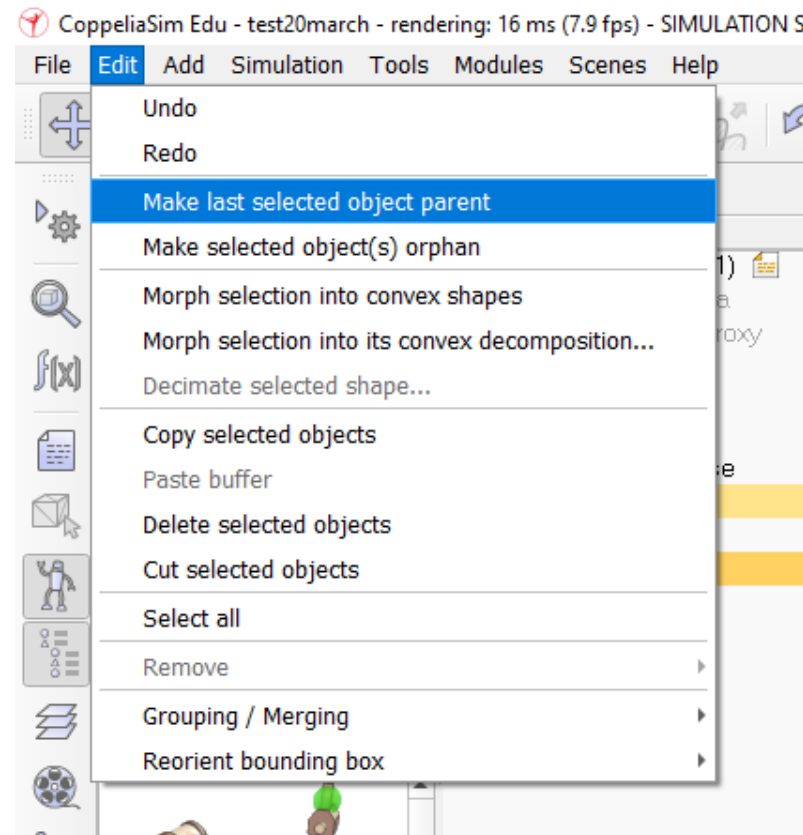 CoppeliaSim Edu - test20march - rendering: 16 ms (7.9 fps) - SIMULATION S
File Edit Add Simulation Tools Modules Scenes Help
Undo
Redo
Make last selected object parent
Make selected object(s) orphan
1)
Morph selection into convex shapes
a
Morph selection into its convex decomposition...
roxy
f(x)
Decimate selected shape...
Copy selected objects
Paste buffer
se
Delete selected objects
Cut selected objects
Select all
Remove
Grouping / Merging
Reorient bounding box